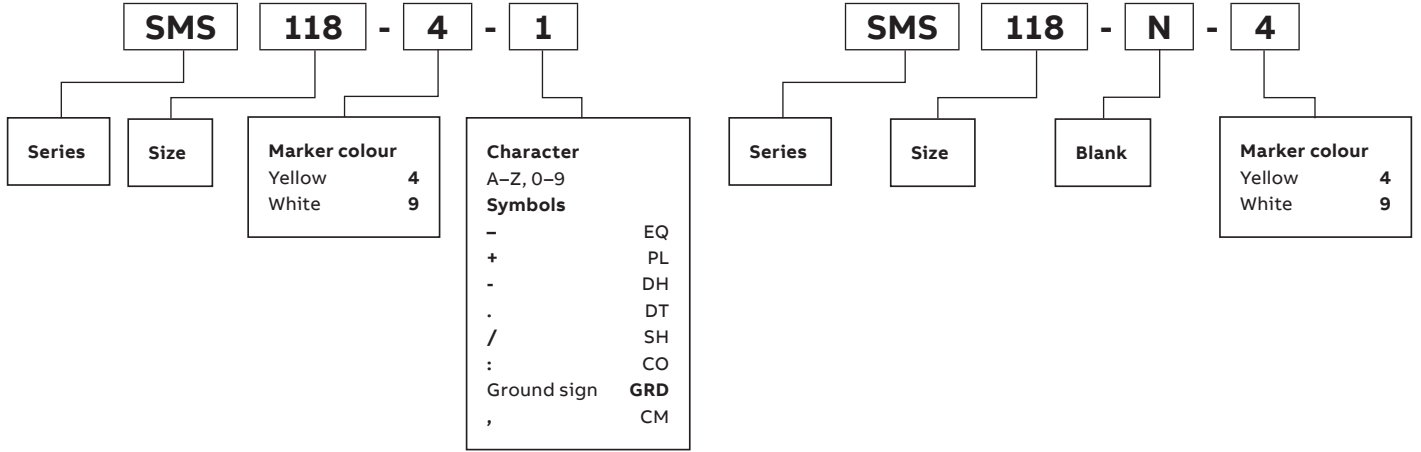 SMS 118 - 4 - 1
Series
Size
Marker colour
Yellow 4
White 9
Character
A–Z, 0–9
Symbols
– EQ
+ PL
- DH
. DT
/ SH
: CO
Ground sign GRD
, CM
SMS 118 - N - 4
Series
Size
Blank
Marker colour
Yellow 4
White 9